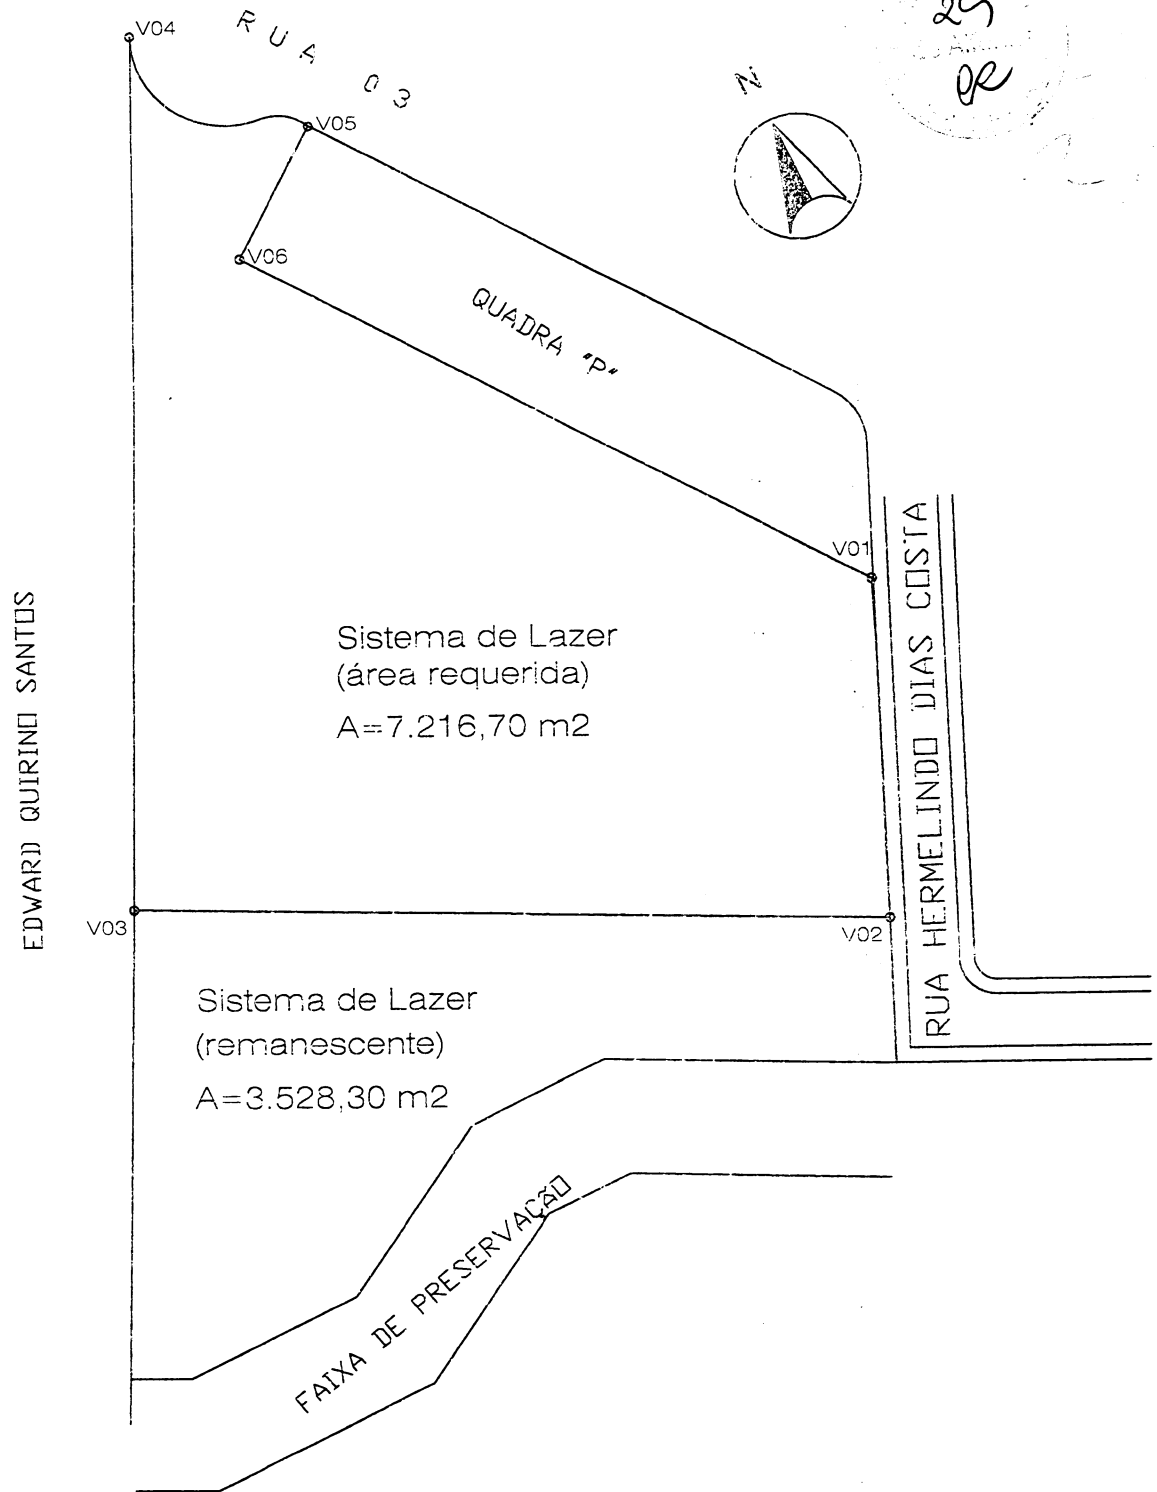 V04
RUA 03
V05
V06
N
QUADRA "P"
V01
RUA HERMELINDO DIAS COSTA
EDWARD QUIRINO SANTOS
Sistema de Lazer
(área requerida)
A=7.216,70 m2
V03
V02
Sistema de Lazer
(remanescente)
A=3.528,30 m2
FAIXA DE PRESERVAÇÃO